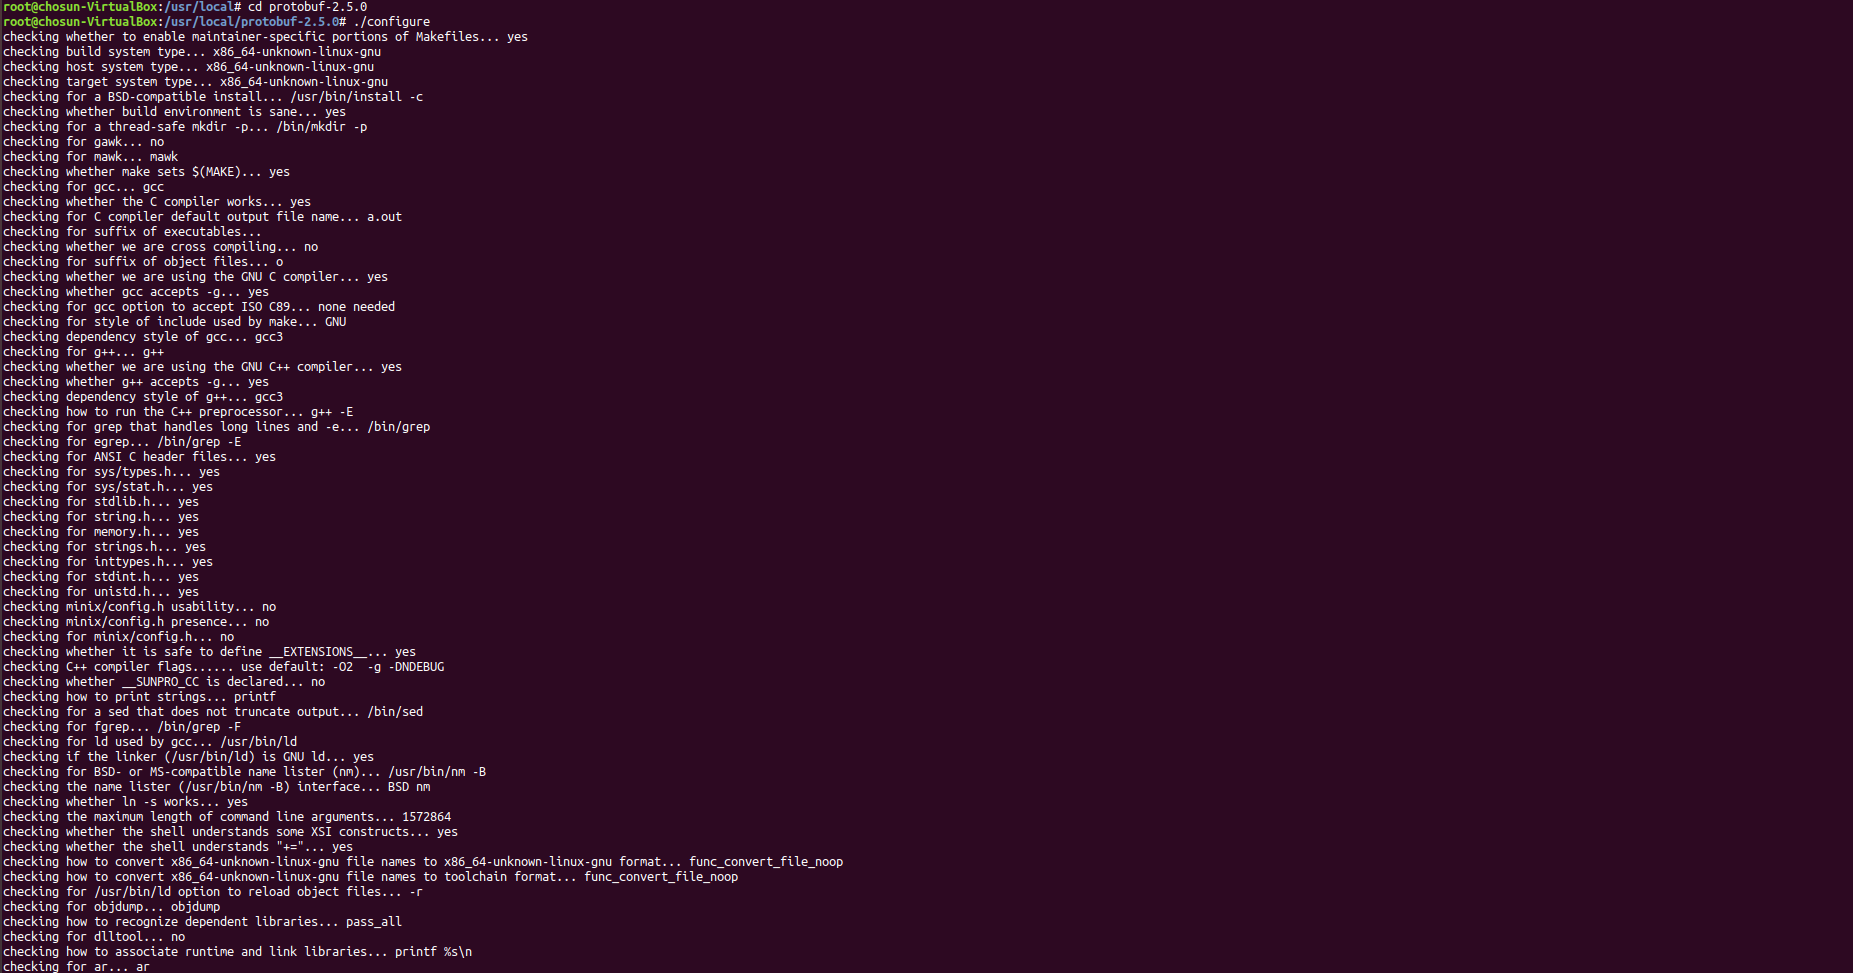 root@chosun-VirtualBox:/usr/local# cd protobuf-2.5.0
root@chosun-VirtualBox:/usr/local/protobuf-2.5.0# ./configure
checking whether to enable maintainer-specific portions of Makefiles... yes
checking build system type... x86_64-unknown-linux-gnu
checking host system type... x86_64-unknown-linux-gnu
checking target system type... x86_64-unknown-linux-gnu
checking for a BSD-compatible install... /usr/bin/install -c
checking whether build environment is sane... yes
checking for a thread-safe mkdir -p... /bin/mkdir -p
checking for gawk... no
checking for mawk... mawk
checking whether make sets $(MAKE)... yes
checking for gcc... gcc
checking whether the C compiler works... yes
checking for C compiler default output file name... a.out
checking for suffix of executables...
checking whether we are cross compiling... no
checking for suffix of object files... o
checking whether we are using the GNU C compiler... yes
checking whether gcc accepts -g... yes
checking for gcc option to accept ISO C89... none needed
checking for style of include used by make... GNU
checking dependency style of gcc... gcc3
checking for g++... g++
checking whether we are using the GNU C++ compiler... yes
checking whether g++ accepts -g... yes
checking dependency style of g++... gcc3
checking how to run the C++ preprocessor... g++ -E
checking for grep that handles long lines and -e... /bin/grep
checking for egrep... /bin/grep -E
checking for ANSI C header files... yes
checking for sys/types.h... yes
checking for sys/stat.h... yes
checking for stdlib.h... yes
checking for string.h... yes
checking for memory.h... yes
checking for strings.h... yes
checking for inttypes.h... yes
checking for stdint.h... yes
checking for unistd.h... yes
checking minix/config.h usability... no
checking minix/config.h presence... no
checking for minix/config.h... no
checking whether it is safe to define __EXTENSIONS__... yes
checking C++ compiler flags...... use default: -O2  -g -DNDEBUG
checking whether __SUNPRO_CC is declared... no
checking how to print strings... printf
checking for a sed that does not truncate output... /bin/sed
checking for fgrep... /bin/grep -F
checking for ld used by gcc... /usr/bin/ld
checking if the linker (/usr/bin/ld) is GNU ld... yes
checking for BSD- or MS-compatible name lister (nm)... /usr/bin/nm -B
checking the name lister (/usr/bin/nm -B) interface... BSD nm
checking whether ln -s works... yes
checking the maximum length of command line arguments... 1572864
checking whether the shell understands some XSI constructs... yes
checking whether the shell understands "+="... yes
checking how to convert x86_64-unknown-linux-gnu file names to x86_64-unknown-linux-gnu format... func_convert_file_noop
checking how to convert x86_64-unknown-linux-gnu file names to toolchain format... func_convert_file_noop
checking for /usr/bin/ld option to reload object files... -r
checking for objdump... objdump
checking how to recognize dependent libraries... pass_all
checking for dlltool... no
checking how to associate runtime and link libraries... printf %s\n
checking for ar... ar